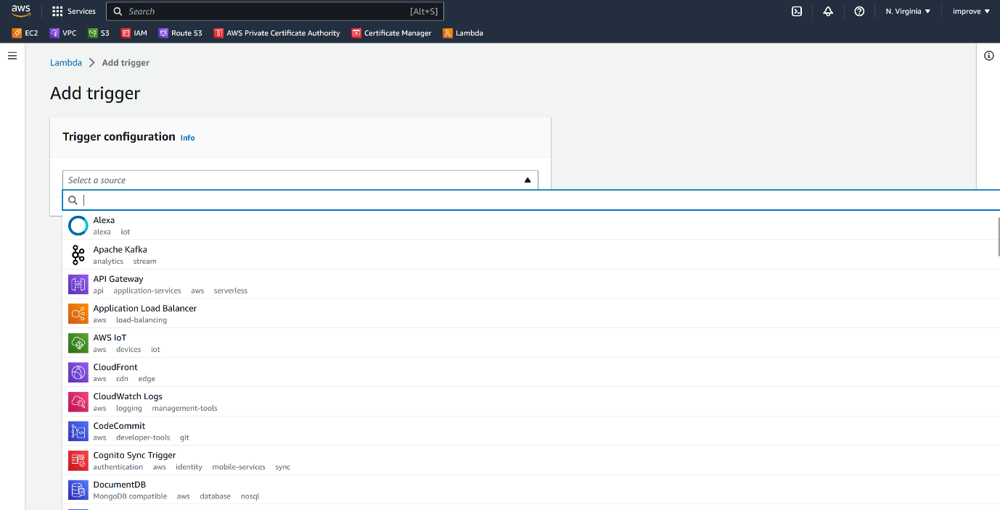 aws Services Search [Alt+S] N. Virginia improve
EC2 VPC S3 IAM Route 53 AWS Private Certificate Authority Certificate Manager Lambda
Lambda Add trigger
Add trigger
Trigger configuration Info
Select a source
Alexa
alexa iot
Apache Kafka
analytics stream
API Gateway
api application-services aws serverless
Application Load Balancer
aws load-balancing
AWS IoT
aws devices iot
CloudFront
aws cdn edge
CloudWatch Logs
aws logging management-tools
CodeCommit
aws developer-tools git
Cognito Sync Trigger
authentication aws identity mobile-services sync
DocumentDB
MongoDB compatible aws database nosql